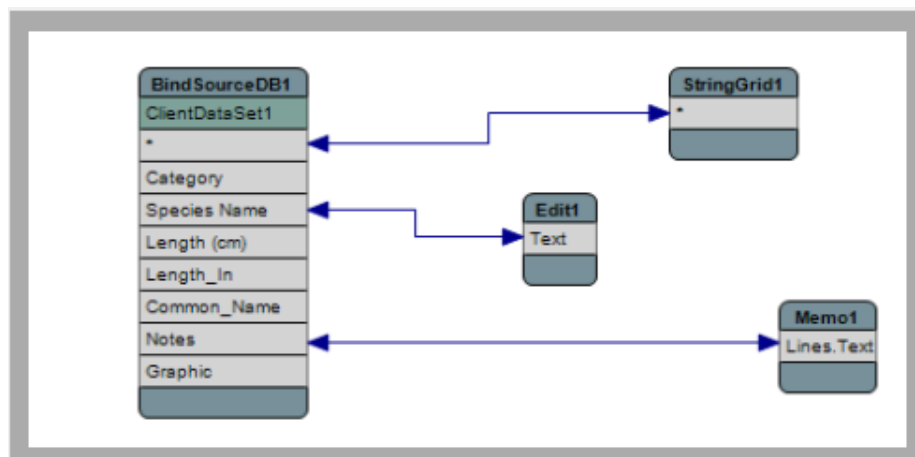 BindSourceDB1
ClientDataSet1
*
Category
Species Name
Length (cm)
Length_In
Common_Name
Notes
Graphic
StringGrid1
*
Edit1
Text
Memo1
Lines.Text